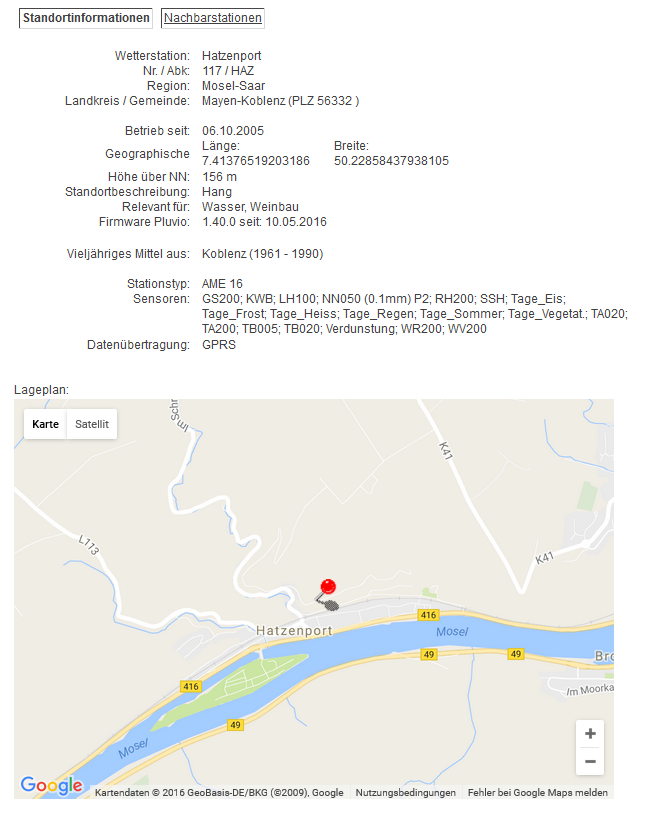 Standortinformationen Nachbarstationen
Wetterstation: Hatzenport
Nr. / Abk: 117 / HAZ
Region: Mosel-Saar
Landkreis / Gemeinde: Mayen-Koblenz (PLZ 56332 )
Betrieb seit: 06.10.2005
Geographische Länge: Breite:
7.41376519203186 50.22858437938105
Höhe über NN: 156 m
Standortbeschreibung: Hang
Relevant für: Wasser, Weinbau
Firmware Pluvio: 1.40.0 seit: 10.05.2016
Vieljähriges Mittel aus: Koblenz (1961 - 1990)
Stationstyp: AME 16
Sensoren: GS200; KWB; LH100; NN050 (0.1mm) P2; RH200; SSH; Tage_Eis;
Tage_Frost; Tage_Heiss; Tage_Regen; Tage_Sommer; Tage_Vegetat.; TA020;
TA200; TB005; TB020; Verdunstung; WR200; WV200
Datenübertragung: GPRS
Lageplan:
Karte Satellit
Im Schr
K41
L113
K41
416
Hatzenport
Mosel
49 49
Bro
416
Im Moorka
49
Mosel
+
−
Google Kartendaten © 2016 GeoBasis-DE/BKG (©2009), Google Nutzungsbedingungen Fehler bei Google Maps melden